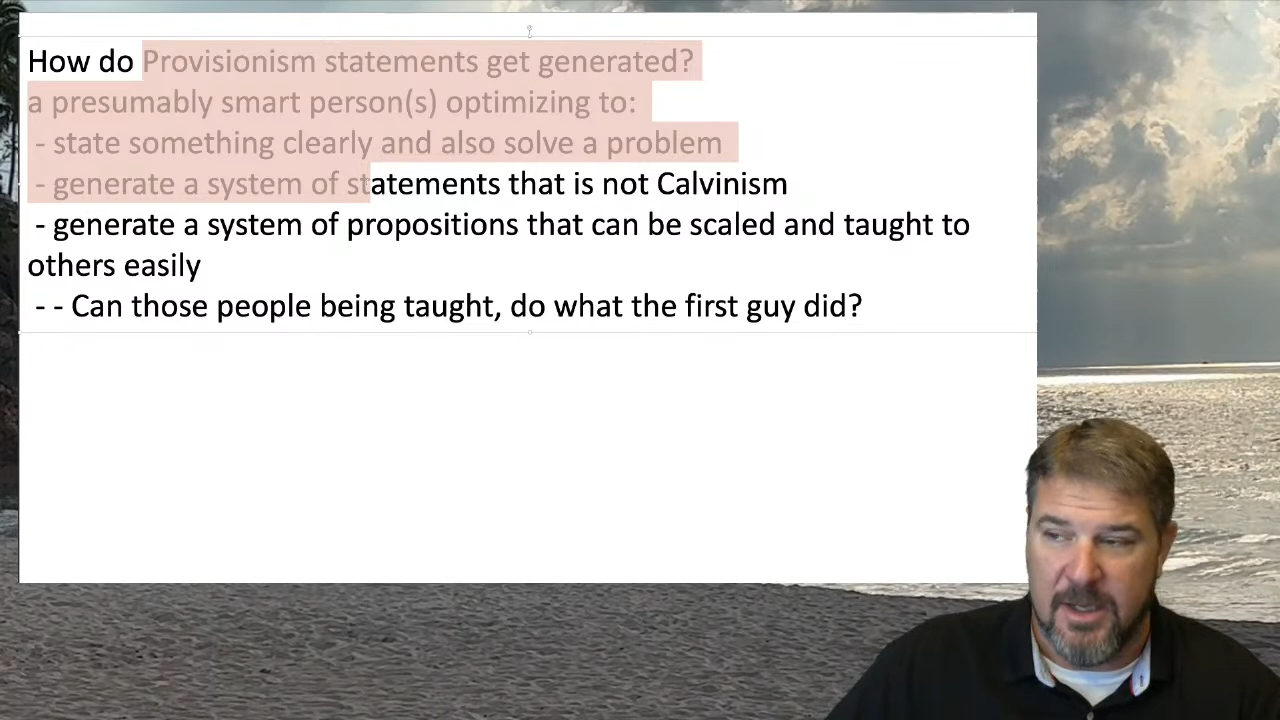 How do Provisionism statements get generated?
a presumably smart person(s) optimizing to:
- state something clearly and also solve a problem
- generate a system of statements that is not Calvinism
- generate a system of propositions that can be scaled and taught to
others easily
- - Can those people being taught, do what the first guy did?